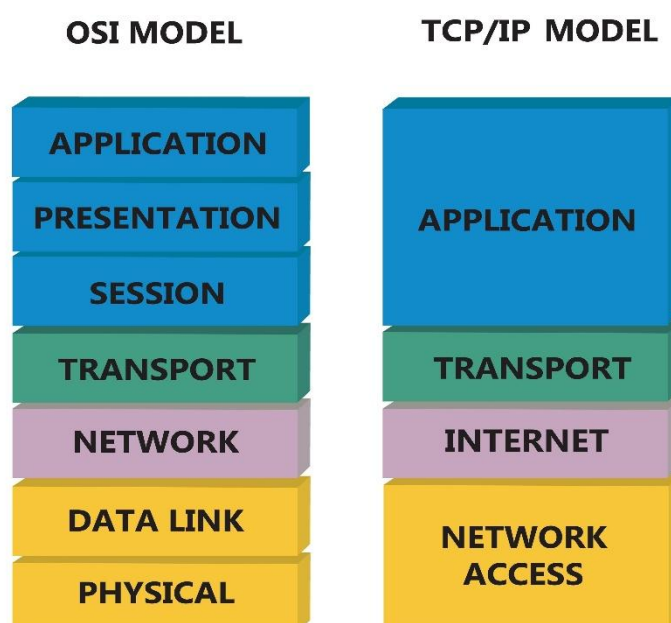 OSI MODEL
APPLICATION
PRESENTATION
SESSION
TRANSPORT
NETWORK
DATA LINK
PHYSICAL
TCP/IP MODEL
APPLICATION
TRANSPORT
INTERNET
NETWORK
ACCESS